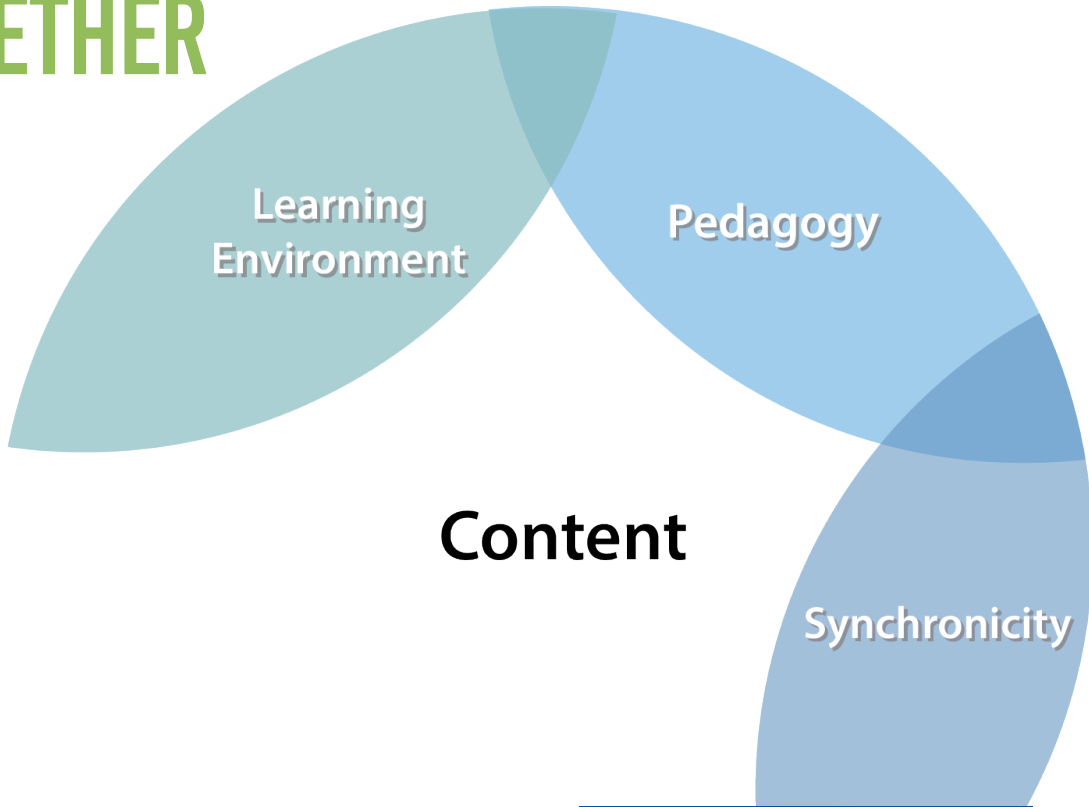 ETHER
Learning
Environment
Pedagogy
Content
Synchronicity